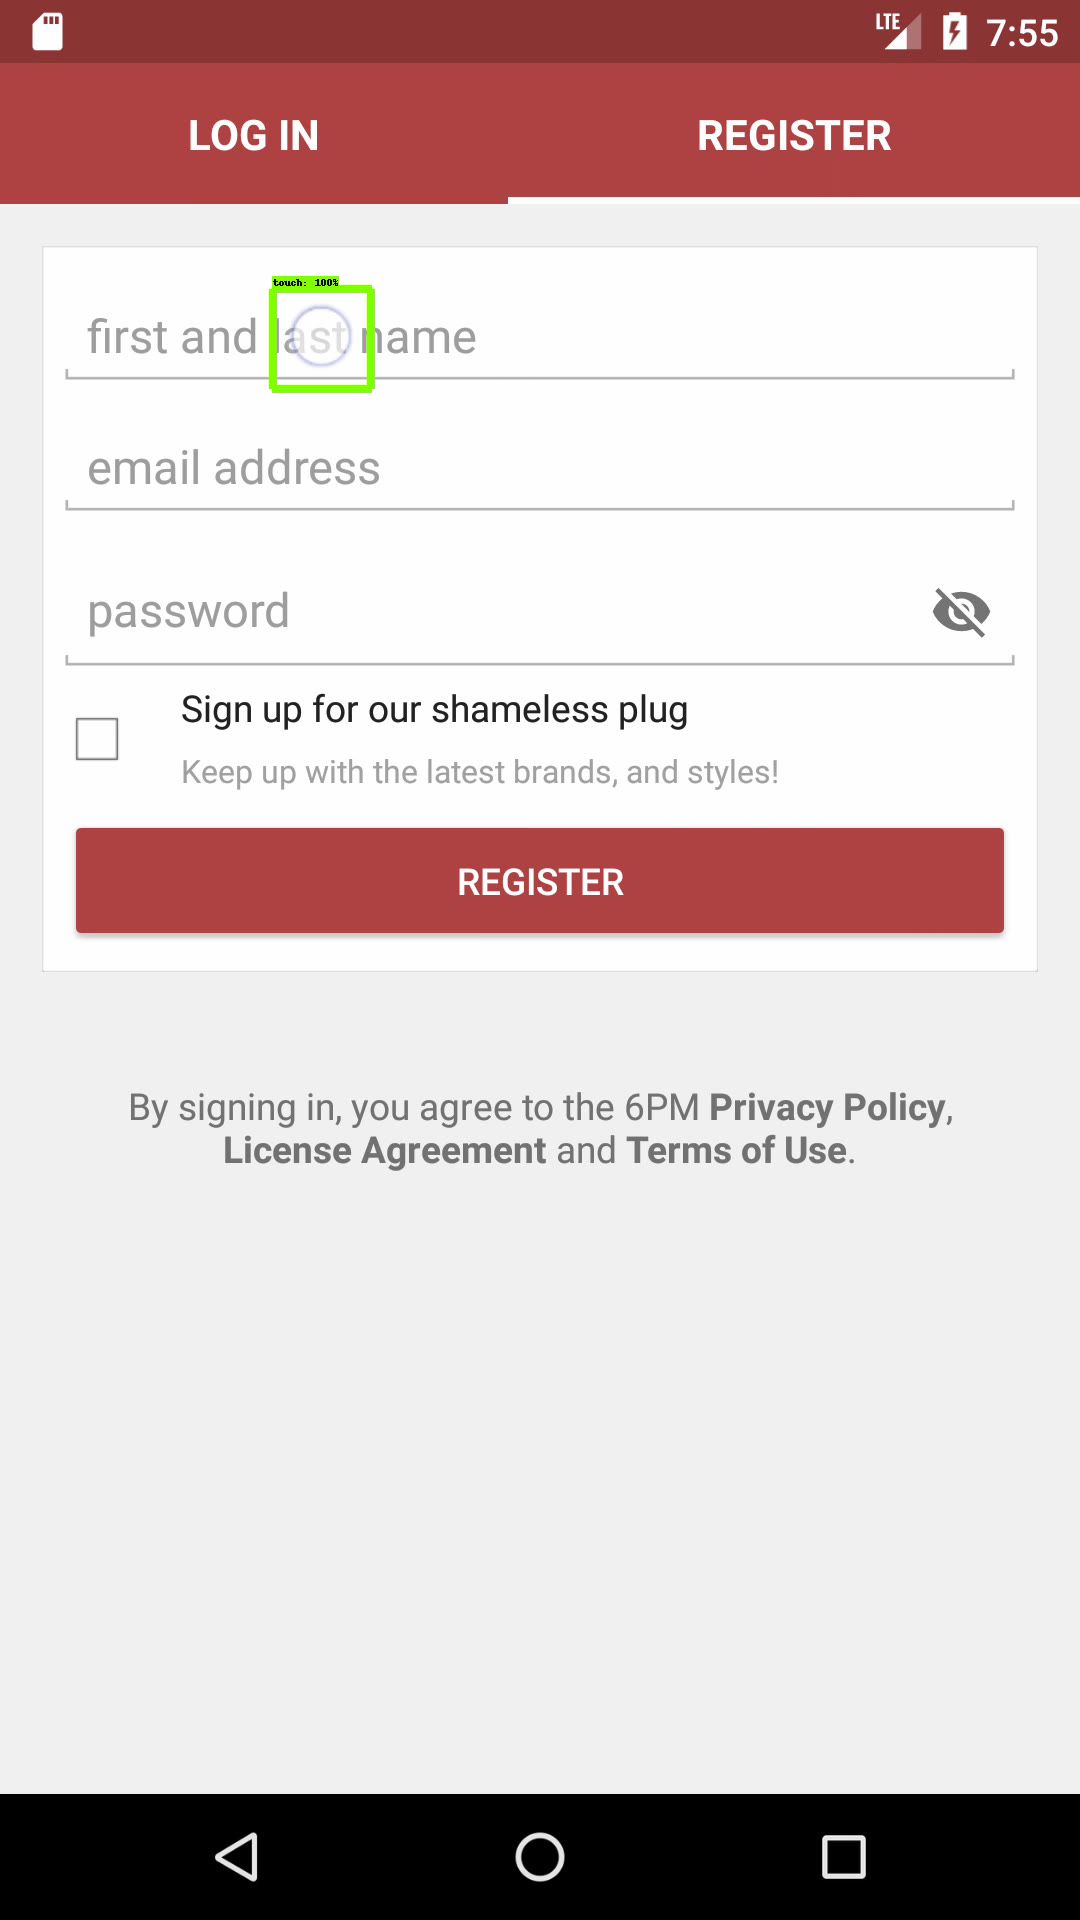 LTE 7:55
LOG IN REGISTER
touch: 100%
first and last name
email address
password
Sign up for our shameless plug
Keep up with the latest brands, and styles!
REGISTER
By signing in, you agree to the 6PM Privacy Policy,
License Agreement and Terms of Use.